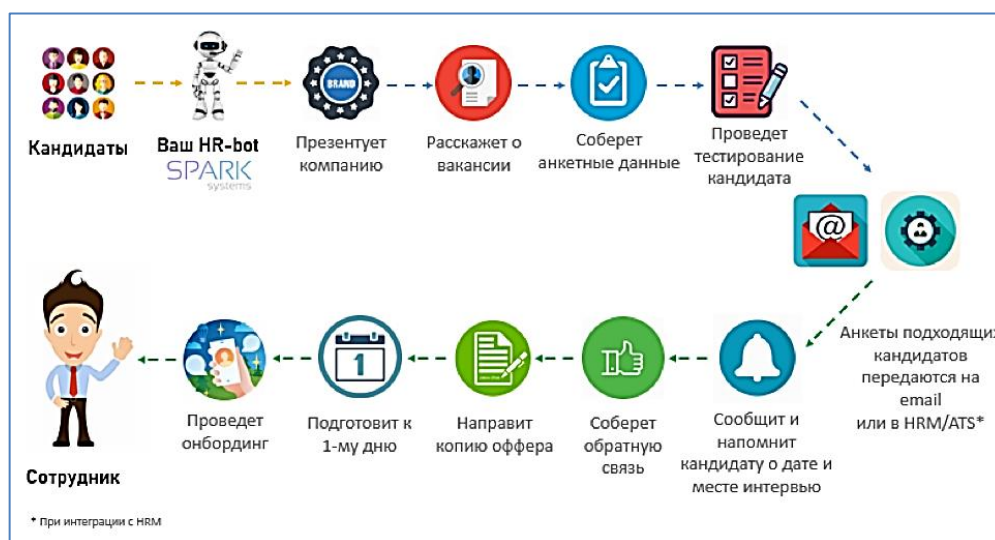 Кандидаты
Ваш HR-bot
SPARK
systems
BRAND
Презентует
компанию
Расскажет о
вакансии
Соберет
анкетные данные
Проведет
тестирование
кандидата
@
Анкеты подходящих
кандидатов
передаются на
email
или в HRM/ATS*
Сообщит и
напомнит
кандидату о дате и
месте интервью
Соберет
обратную
связь
Направит
копию оффера
1
Подготовит к
1-му дню
Проведет
онбординг
Сотрудник
* При интеграции с HRM